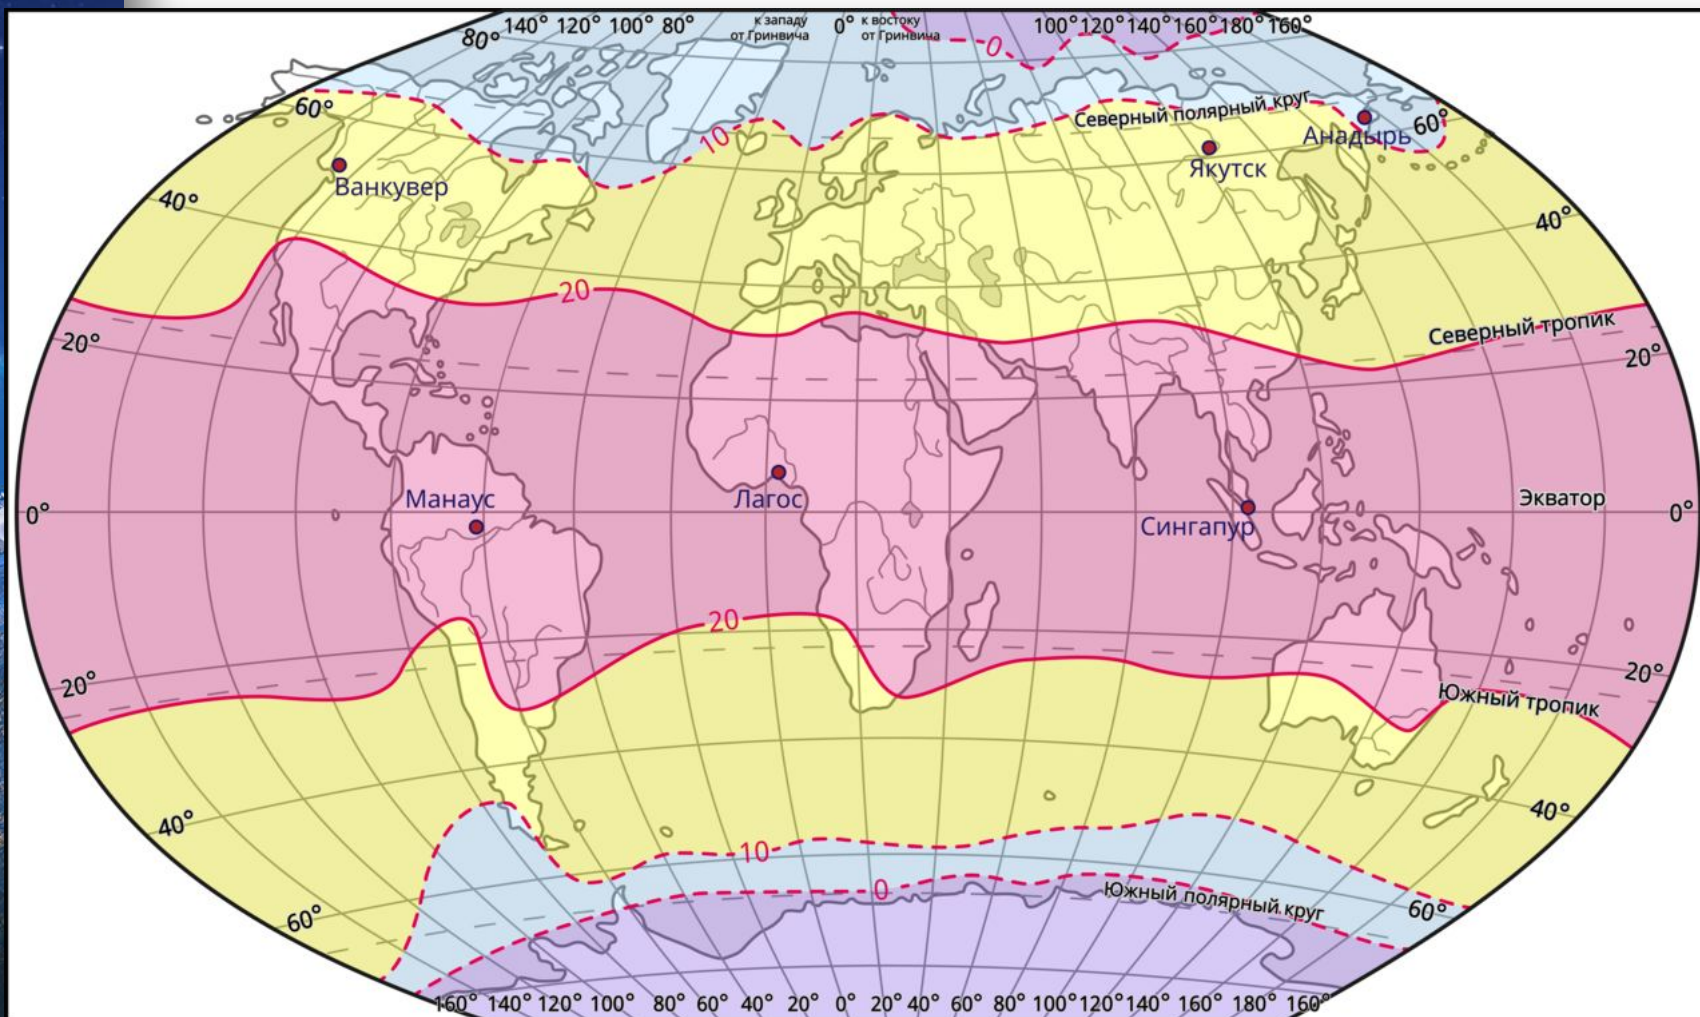 140° 120° 100° 80° к западу 0° к востоку 100° 120° 140° 160° 180° 160°
от Гринвича от Гринвича
80°
0
60° Северный полярный круг 60°
10 Анадырь
Якутск
Ванкувер
40° 40°
20
Северный тропик
20° 20°
Манаус Лагос Экватор
0° Сингапур 0°
20
20° 20°
Южный тропик
40° 40°
10
0 Южный полярный круг
60° 60°
160° 140° 120° 100° 80° 60° 40° 20° 0° 20° 40° 60° 80° 100° 120° 140° 160° 180° 160°